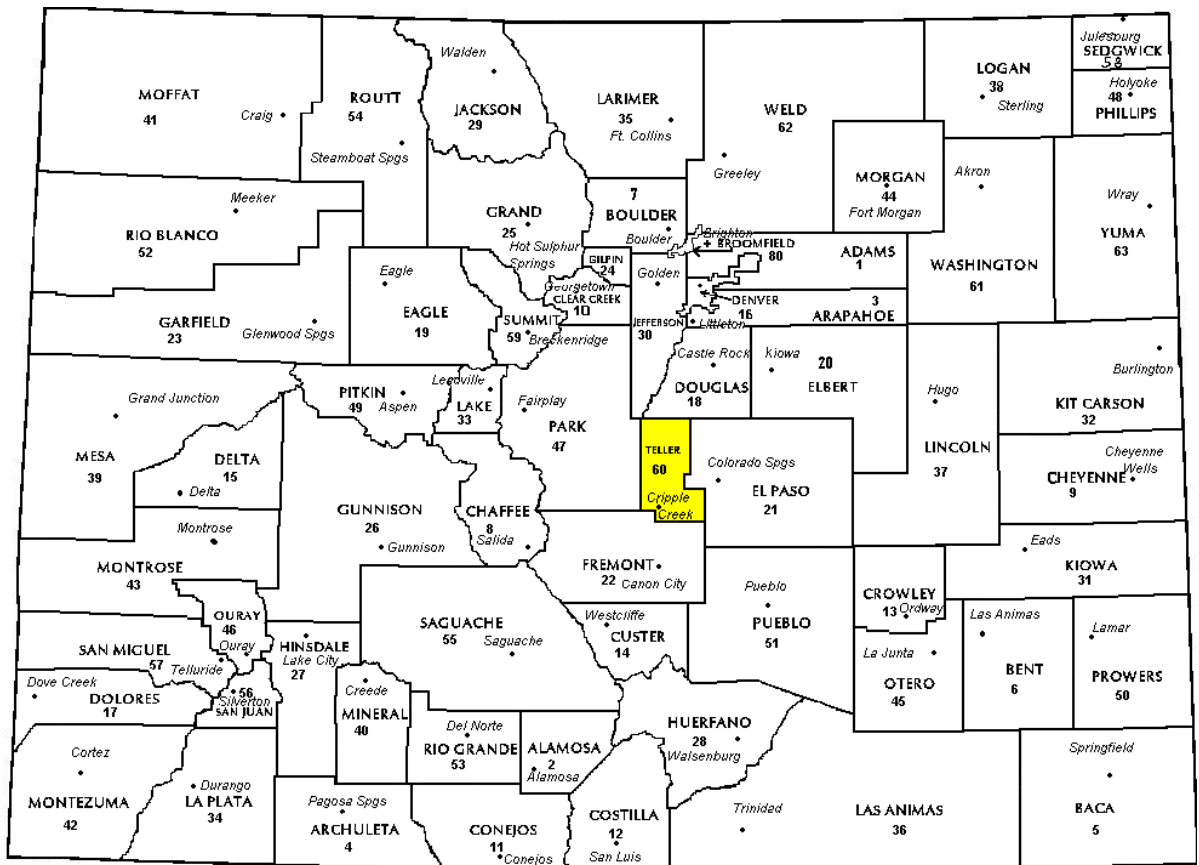 Walden
Julesburg
SEDGWICK
58
MOFFAT
41
Craig
ROUTT
54
Steamboat Spgs
JACKSON
29
LARIMER
35
Ft. Collins
WELD
62
Greeley
LOGAN
38
Sterling
Holyoke
48
PHILLIPS
MORGAN
44
Fort Morgan
Akron
WASHINGTON
61
Wray
YUMA
63
Meeker
RIO BLANCO
52
GRAND
25
Hot Sulphur
Springs
7
BOULDER
Boulder
Brighton
+ BROOMFIELD
80
ADAMS
1
GILPIN
24
Golden
Georgetown
CLEAR CREEK
10
DENVER
16
3
ARAPAHOE
Littleton
JEFFERSON
30
Eagle
EAGLE
19
SUMMIT
59
Breckenridge
GARFIELD
23
Glenwood Spgs
Castle Rock
DOUGLAS
18
Kiowa
20
ELBERT
Hugo
LINCOLN
37
Burlington
KIT CARSON
32
Grand Junction
MESA
39
PITKIN
49
Aspen
Leadville
LAKE
33
Fairplay
PARK
47
TELLER
60
Cripple
Creek
Colorado Spgs
EL PASO
21
Cheyenne
Wells
CHEYENNE
9
DELTA
15
Delta
GUNNISON
26
Gunnison
CHAFFEE
8
Salida
Montrose
MONTROSE
43
FREMONT
22
Canon City
Eads
KIOWA
31
OURAY
46
Ouray
SAN MIGUEL
57
Telluride
HINSDALE
Lake City
27
SAGUACHE
55
Saguache
Westcliffe
CUSTER
14
Pueblo
PUEBLO
51
CROWLEY
13
Ordway
La Junta
OTERO
45
Las Animas
BENT
6
Lamar
PROWERS
50
Dove Creek
DOLORES
17
56
Silverton
SAN JUAN
Creede
MINERAL
40
Del Norte
RIO GRANDE
53
ALAMOSA
2
Alamosa
HUERFANO
28
Walsenburg
Cortez
MONTEZUMA
42
Durango
LA PLATA
34
Pagosa Spgs
ARCHULETA
4
CONEJOS
11
Conejos
COSTILLA
12
San Luis
Trinidad
LAS ANIMAS
36
Springfield
BACA
5